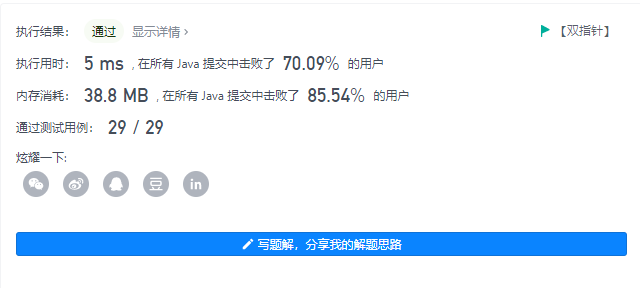 执行结果： 通过 显示详情 > 【双指针】
执行用时： 5 ms , 在所有 Java 提交中击败了 70.09% 的用户
内存消耗： 38.8 MB , 在所有 Java 提交中击败了 85.54% 的用户
通过测试用例： 29 / 29
炫耀一下:
豆 in
写题解，分享我的解题思路